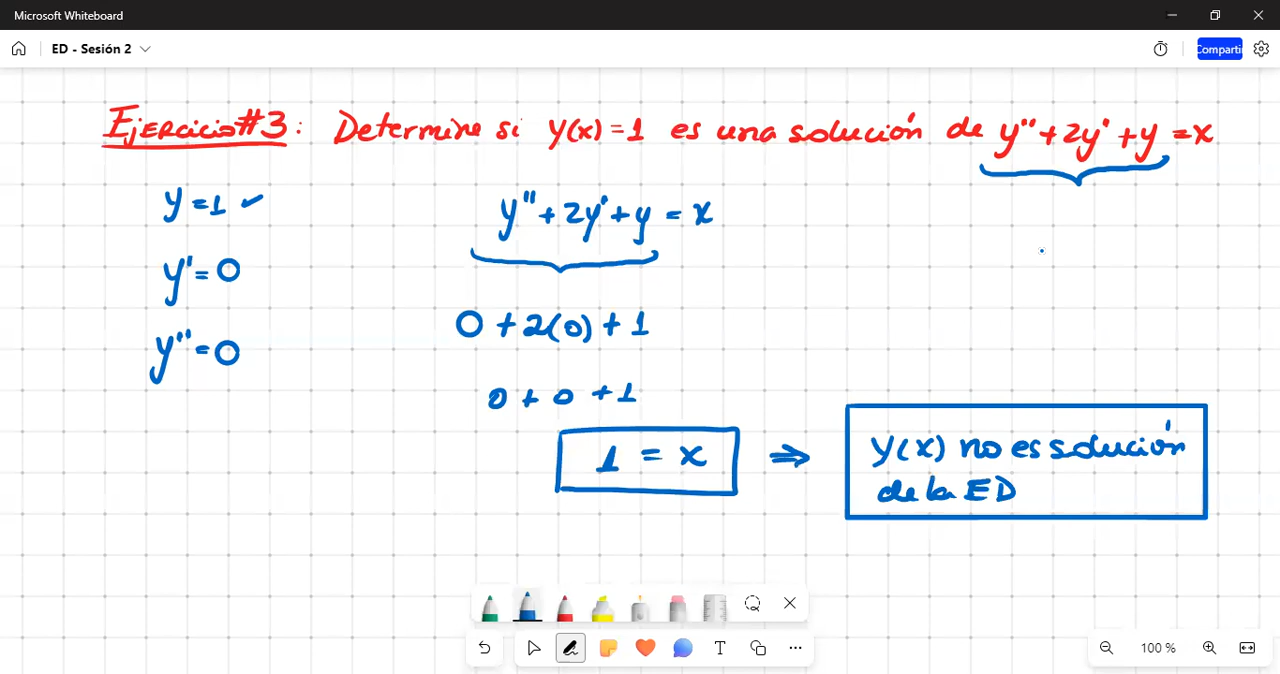 Microsoft Whiteboard
ED - Sesión 2
Compartir
Ejercicio #3: Determine si y(x) = 1 es una solución de y'' + 2y' + y = x
y = 1 ✓
y'' + 2y' + y = x
y' = 0
0 + 2(0) + 1
y'' = 0
0 + 0 + 1
1 = x ⇒ y(x) no es solución
de la ED
100 %